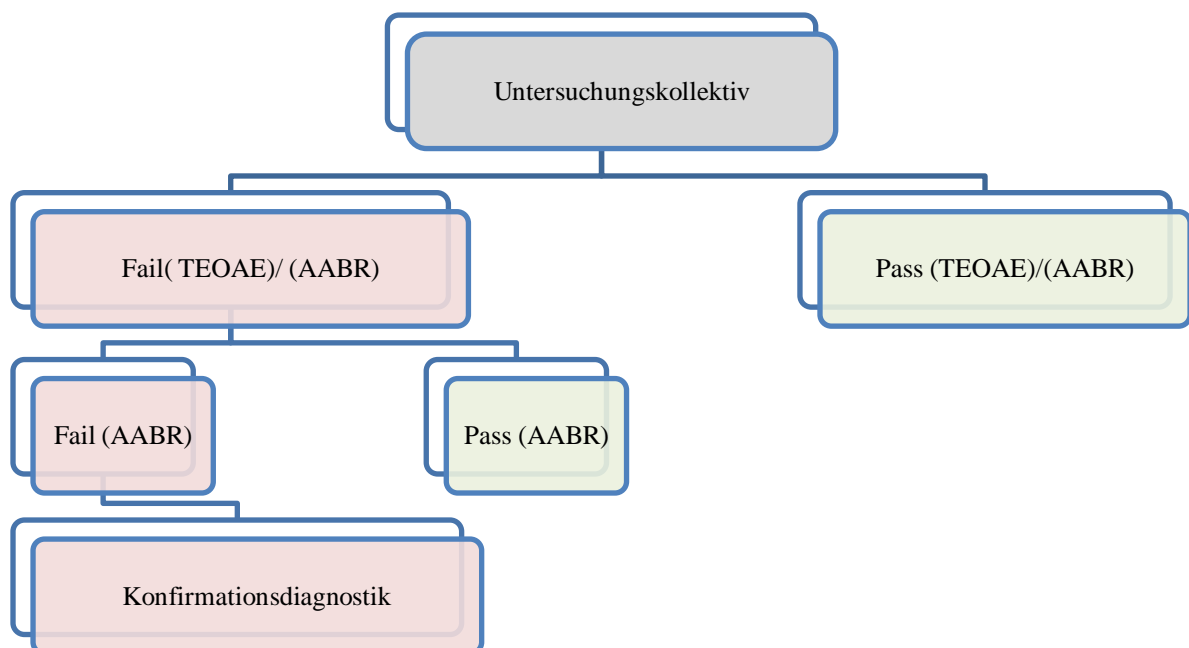 Untersuchungskollektiv
Fail( TEOAE)/ (AABR)
Pass (TEOAE)/(AABR)
Fail (AABR)
Pass (AABR)
Konfirmationsdiagnostik